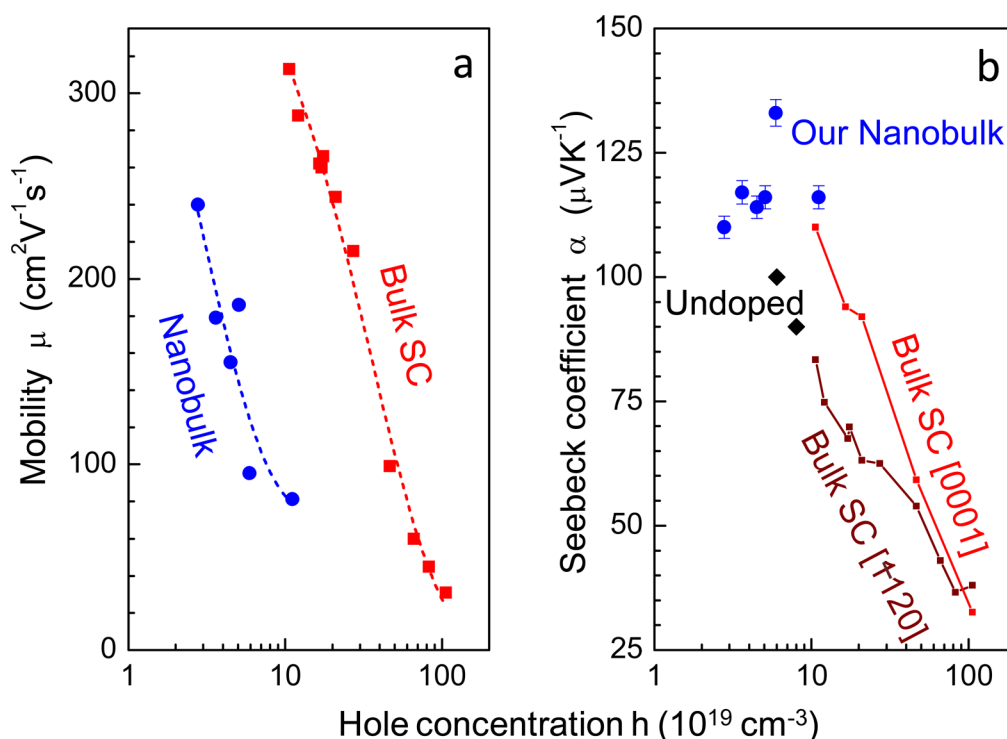 a
300
200
100
0
1
10
100
Mobility μ (cm²V⁻¹s⁻¹)
Nanobulk
Bulk SC
b
150
125
100
75
50
25
1
10
100
Seebeck coefficient α (μVK⁻¹)
Our Nanobulk
Undoped
Bulk SC [0001]
Bulk SC [1̄120]
Hole concentration h (10¹⁹ cm⁻³)